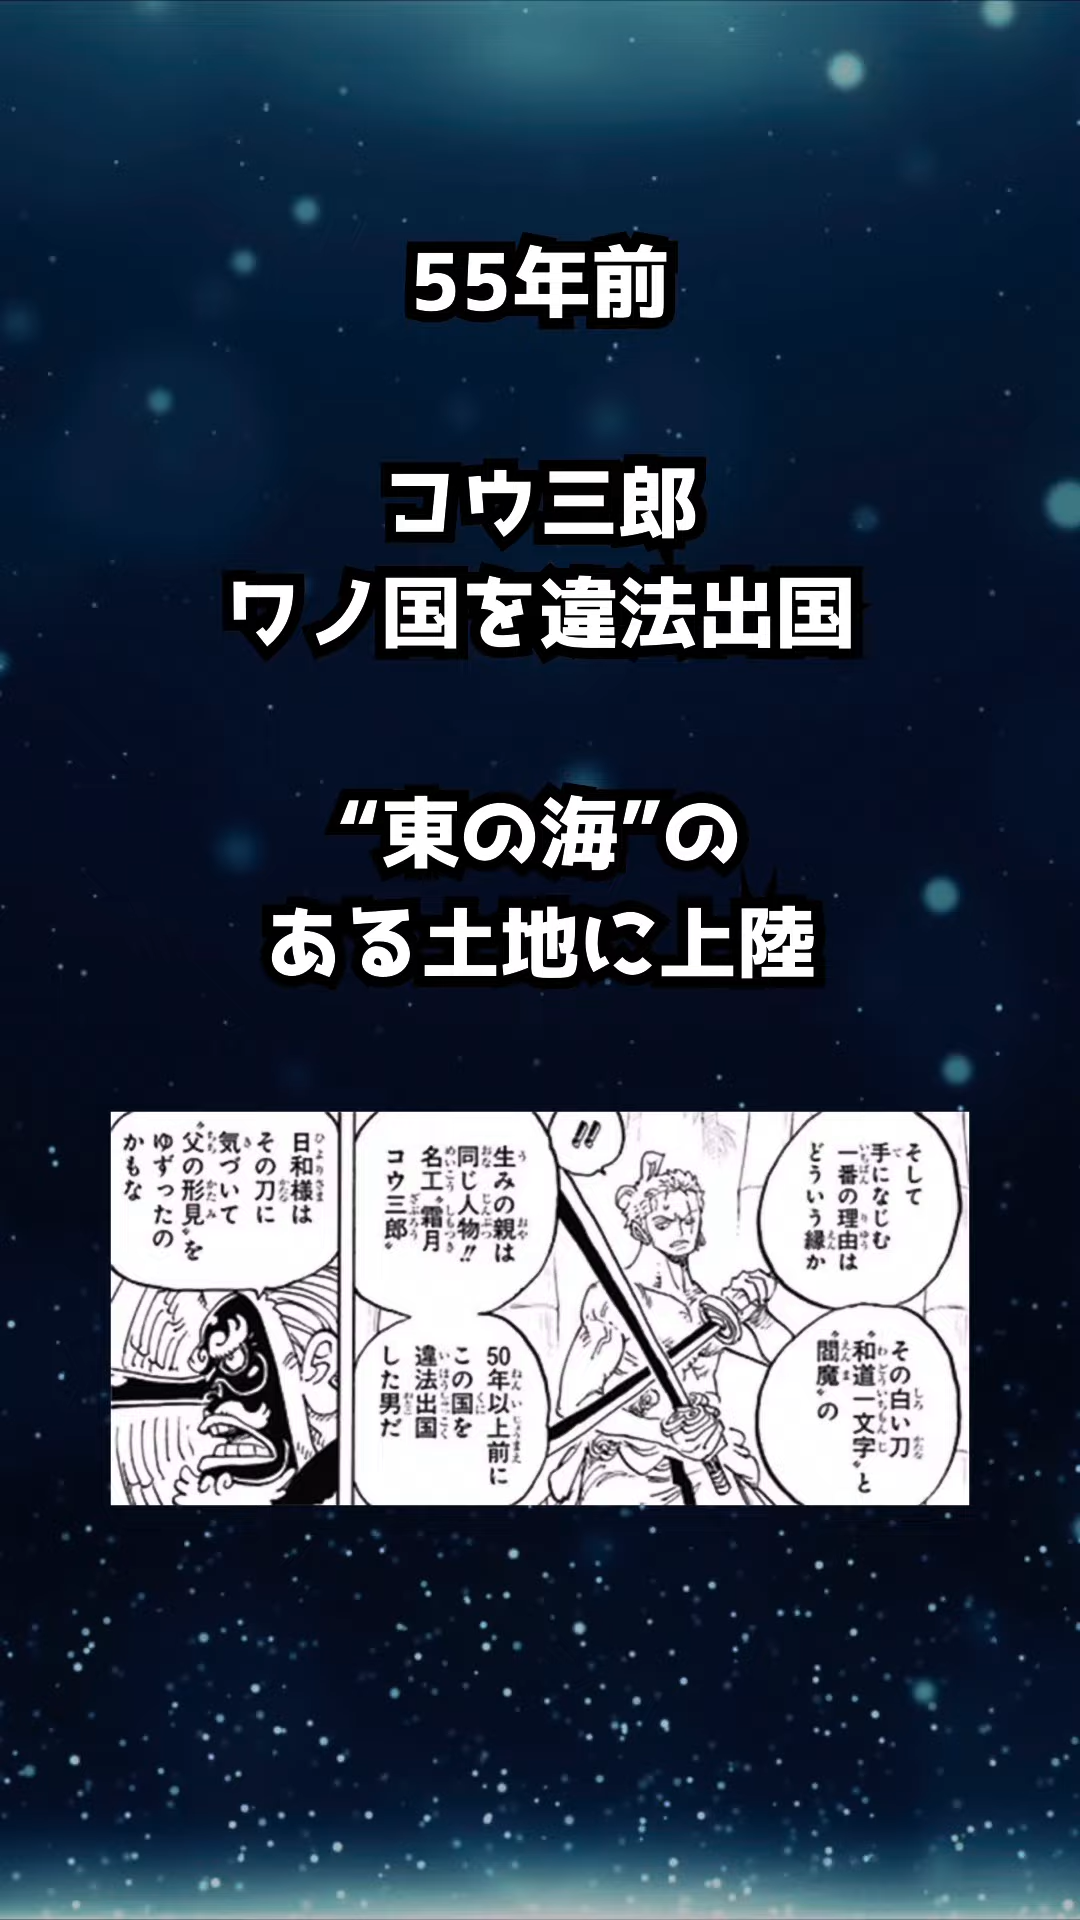 55年前
コウ三郎
ワノ国を違法出国
“東の海”の
ある土地に上陸
そして
手になじむ
一番の理由は
どういう縁か
その白い刀
“和道一文字”と
“閻魔”の
!!
生みの親は
同じ人物!!
名工“霜月
コウ三郎”
50年以上前に
この国を
違法出国
した男だ
日和様は
その刀に
気づいて
“父の形見”を
ゆずったの
かもな